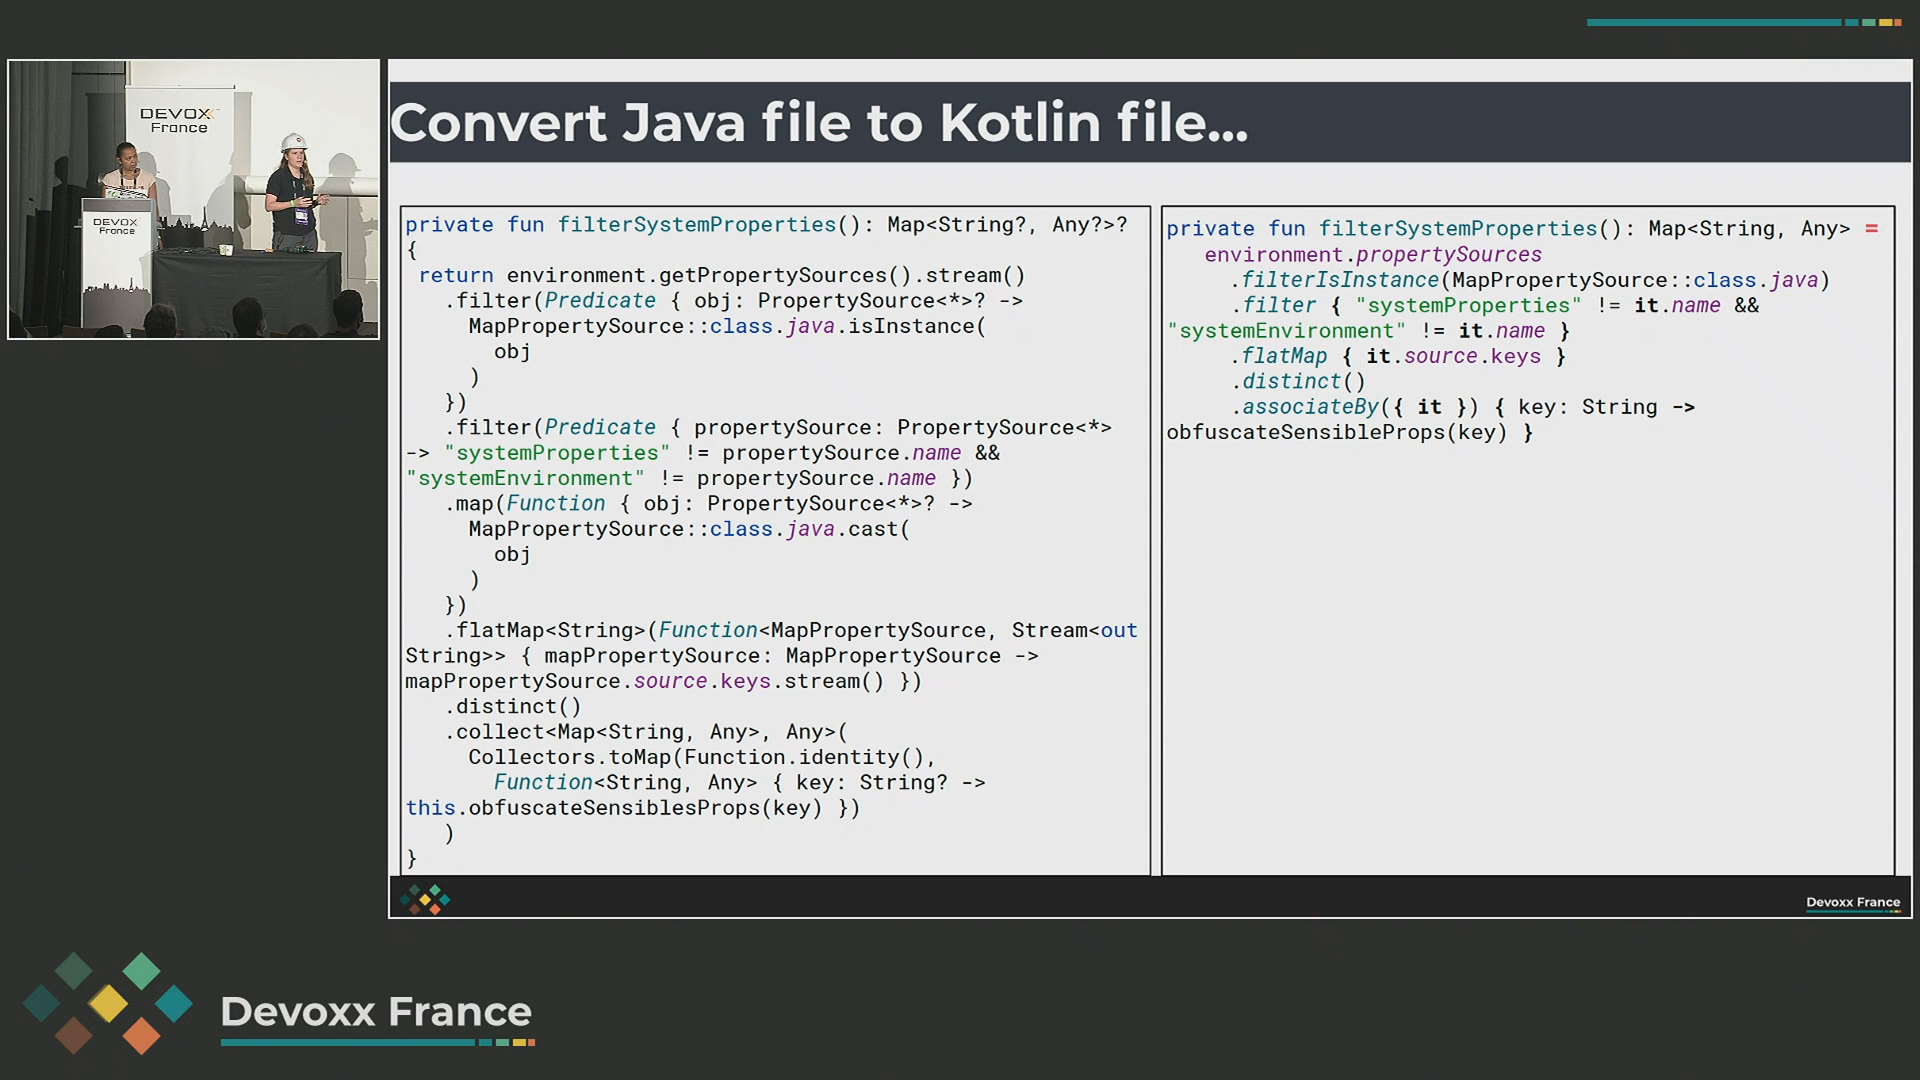 DEVOXX
France
DEVOXX
France
Convert Java file to Kotlin file...
private fun filterSystemProperties(): Map<String?, Any?>?
{
return environment.getPropertySources().stream()
.filter(Predicate { obj: PropertySource<*>? ->
MapPropertySource::class.java.isInstance(
obj
)
})
.filter(Predicate { propertySource: PropertySource<*>
-> "systemProperties" != propertySource.name &&
"systemEnvironment" != propertySource.name })
.map(Function { obj: PropertySource<*>? ->
MapPropertySource::class.java.cast(
obj
)
})
.flatMap<String>(Function<MapPropertySource, Stream<out
String>> { mapPropertySource: MapPropertySource ->
mapPropertySource.source.keys.stream() })
.distinct()
.collect<Map<String, Any>, Any>(
Collectors.toMap(Function.identity(),
Function<String, Any> { key: String? ->
this.obfuscateSensiblesProps(key) })
)
}
private fun filterSystemProperties(): Map<String, Any> =
environment.propertySources
.filterIsInstance(MapPropertySource::class.java)
.filter { "systemProperties" != it.name &&
"systemEnvironment" != it.name }
.flatMap { it.source.keys }
.distinct()
.associateBy({ it }) { key: String ->
obfuscateSensibleProps(key) }
Devoxx France
Devoxx France